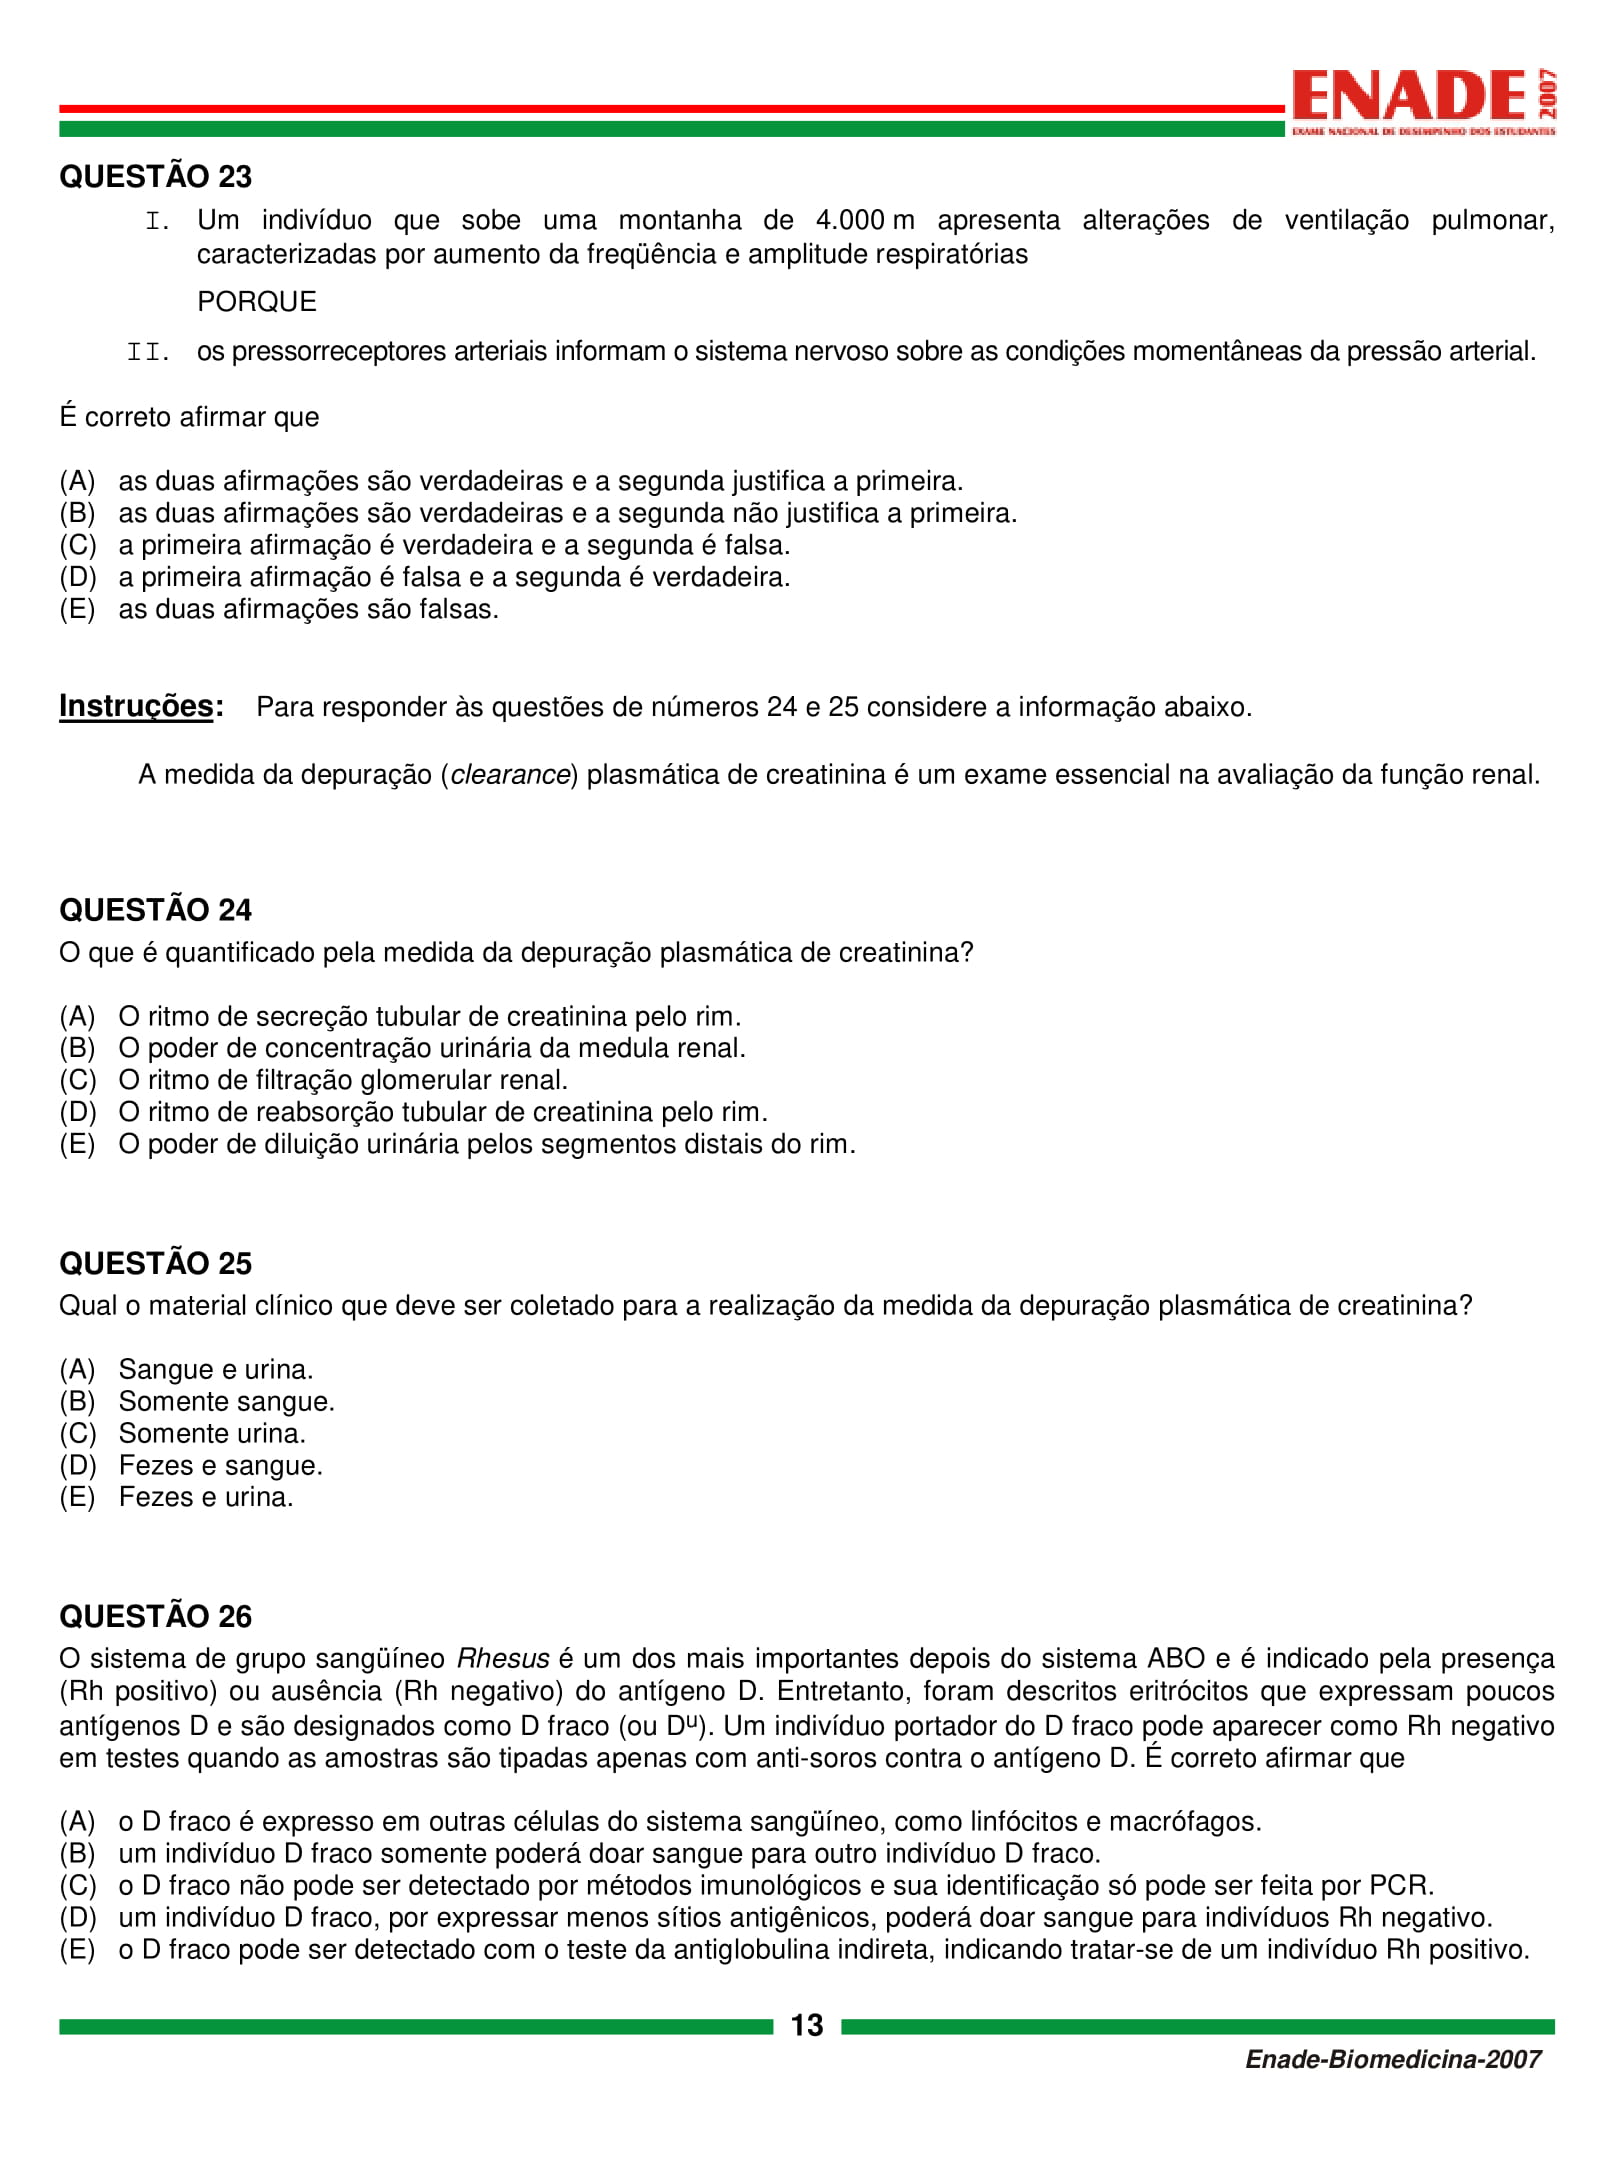 ENADE 2007
EXAME NACIONAL DE DESEMPENHO DOS ESTUDANTES
QUESTÃO 23
I. Um indivíduo que sobe uma montanha de 4.000 m apresenta alterações de ventilação pulmonar,
caracterizadas por aumento da freqüência e amplitude respiratórias
PORQUE
II. os pressorreceptores arteriais informam o sistema nervoso sobre as condições momentâneas da pressão arterial.
É correto afirmar que
(A) as duas afirmações são verdadeiras e a segunda justifica a primeira.
(B) as duas afirmações são verdadeiras e a segunda não justifica a primeira.
(C) a primeira afirmação é verdadeira e a segunda é falsa.
(D) a primeira afirmação é falsa e a segunda é verdadeira.
(E) as duas afirmações são falsas.
Instruções: Para responder às questões de números 24 e 25 considere a informação abaixo.
A medida da depuração (clearance) plasmática de creatinina é um exame essencial na avaliação da função renal.
QUESTÃO 24
O que é quantificado pela medida da depuração plasmática de creatinina?
(A) O ritmo de secreção tubular de creatinina pelo rim.
(B) O poder de concentração urinária da medula renal.
(C) O ritmo de filtração glomerular renal.
(D) O ritmo de reabsorção tubular de creatinina pelo rim.
(E) O poder de diluição urinária pelos segmentos distais do rim.
QUESTÃO 25
Qual o material clínico que deve ser coletado para a realização da medida da depuração plasmática de creatinina?
(A) Sangue e urina.
(B) Somente sangue.
(C) Somente urina.
(D) Fezes e sangue.
(E) Fezes e urina.
QUESTÃO 26
O sistema de grupo sangüíneo Rhesus é um dos mais importantes depois do sistema ABO e é indicado pela presença
(Rh positivo) ou ausência (Rh negativo) do antígeno D. Entretanto, foram descritos eritrócitos que expressam poucos
antígenos D e são designados como D fraco (ou Dᵘ). Um indivíduo portador do D fraco pode aparecer como Rh negativo
em testes quando as amostras são tipadas apenas com anti-soros contra o antígeno D. É correto afirmar que
(A) o D fraco é expresso em outras células do sistema sangüíneo, como linfócitos e macrófagos.
(B) um indivíduo D fraco somente poderá doar sangue para outro indivíduo D fraco.
(C) o D fraco não pode ser detectado por métodos imunológicos e sua identificação só pode ser feita por PCR.
(D) um indivíduo D fraco, por expressar menos sítios antigênicos, poderá doar sangue para indivíduos Rh negativo.
(E) o D fraco pode ser detectado com o teste da antiglobulina indireta, indicando tratar-se de um indivíduo Rh positivo.
13
Enade-Biomedicina-2007